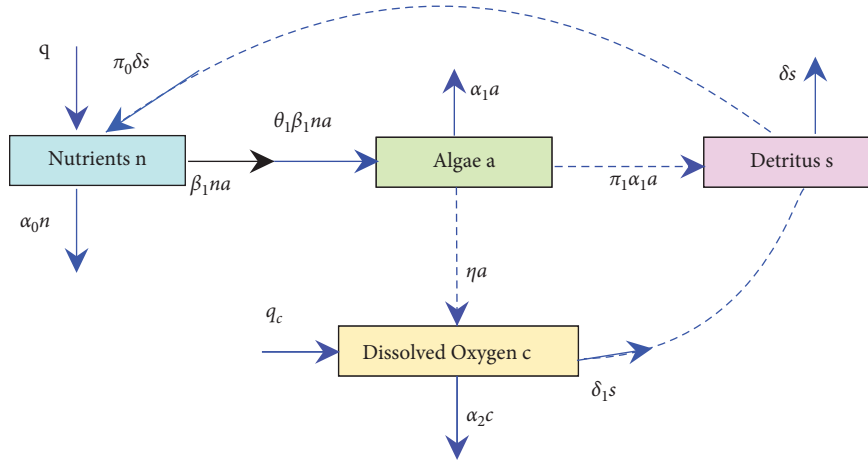 q
π₀δs
δs
α₁a
θ₁β₁na
Nutrients n
Algae a
Detritus s
β₁na
π₁α₁a
α₀n
ηa
q_c
Dissolved Oxygen c
δ₁s
α₂c